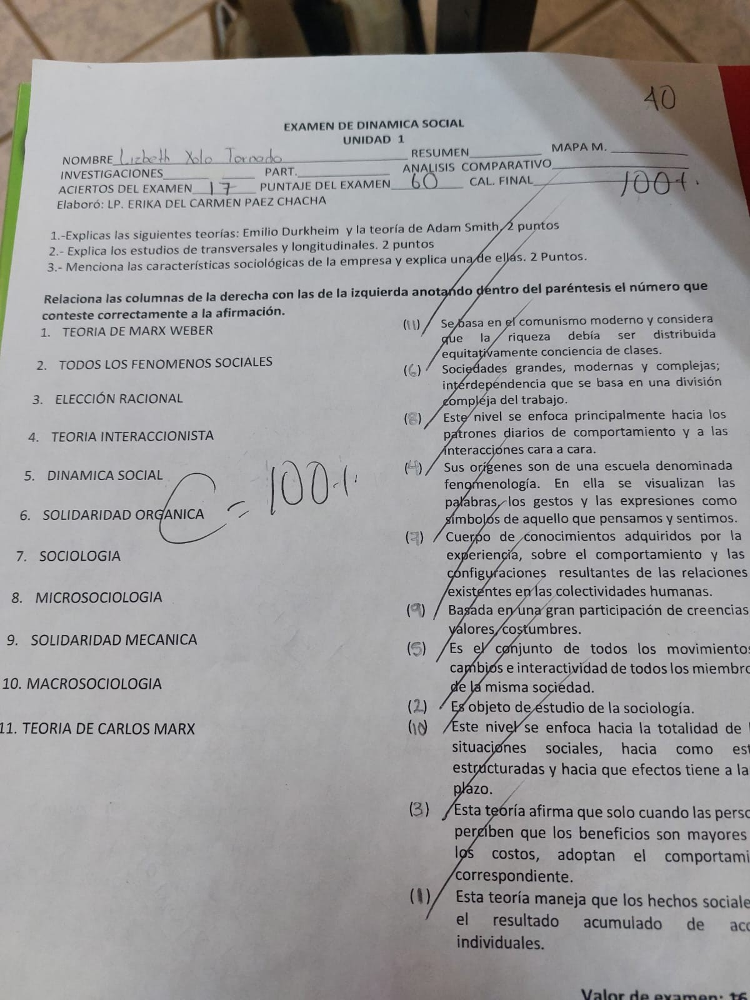 40
EXAMEN DE DINAMICA SOCIAL
UNIDAD 1
NOMBRE Lizbeth Xolo Tornado RESUMEN__________ MAPA M. __________
INVESTIGACIONES______ _____ PART.____________ ANALISIS COMPARATIVO__________
ACIERTOS DEL EXAMEN 17 PUNTAJE DEL EXAMEN 60 CAL. FINAL 100%.
Elaboró: LP. ERIKA DEL CARMEN PAEZ CHACHA
1.-Explicas las siguientes teorías: Emilio Durkheim y la teoría de Adam Smith, 2 puntos
2.- Explica los estudios de transversales y longitudinales. 2 puntos
3.- Menciona las características sociológicas de la empresa y explica una de ellas. 2 Puntos.
Relaciona las columnas de la derecha con las de la izquierda anotando dentro del paréntesis el número que
conteste correctamente a la afirmación.
1. TEORIA DE MARX WEBER
2. TODOS LOS FENOMENOS SOCIALES
3. ELECCIÓN RACIONAL
4. TEORIA INTERACCIONISTA
5. DINAMICA SOCIAL
6. SOLIDARIDAD ORGANICA
C = 100%.
7. SOCIOLOGIA
8. MICROSOCIOLOGIA
9. SOLIDARIDAD MECANICA
10. MACROSOCIOLOGIA
11. TEORIA DE CARLOS MARX
(11) Se basa en el comunismo moderno y considera
que la riqueza debía ser distribuida
equitativamente conciencia de clases.
(6) Sociedades grandes, modernas y complejas;
interdependencia que se basa en una división
compleja del trabajo.
(8) Este nivel se enfoca principalmente hacia los
patrones diarios de comportamiento y a las
interacciones cara a cara.
(4) Sus orígenes son de una escuela denominada
fenomenología. En ella se visualizan las
palabras, los gestos y las expresiones como
símbolos de aquello que pensamos y sentimos.
(7) Cuerpo de conocimientos adquiridos por la
experiencia, sobre el comportamiento y las
configuraciones resultantes de las relaciones
existentes en las colectividades humanas.
(9) Basada en una gran participación de creencias
valores, costumbres.
(5) Es el conjunto de todos los movimientos
cambios e interactividad de todos los miembro
de la misma sociedad.
(2) Es objeto de estudio de la sociología.
(10) Este nivel se enfoca hacia la totalidad de
situaciones sociales, hacia como est
estructuradas y hacia que efectos tiene a la
plazo.
(3) Esta teoría afirma que solo cuando las perso
perciben que los beneficios son mayores
los costos, adoptan el comportami
correspondiente.
(1) Esta teoría maneja que los hechos sociale
el resultado acumulado de acc
individuales.
Valor de examen: 16